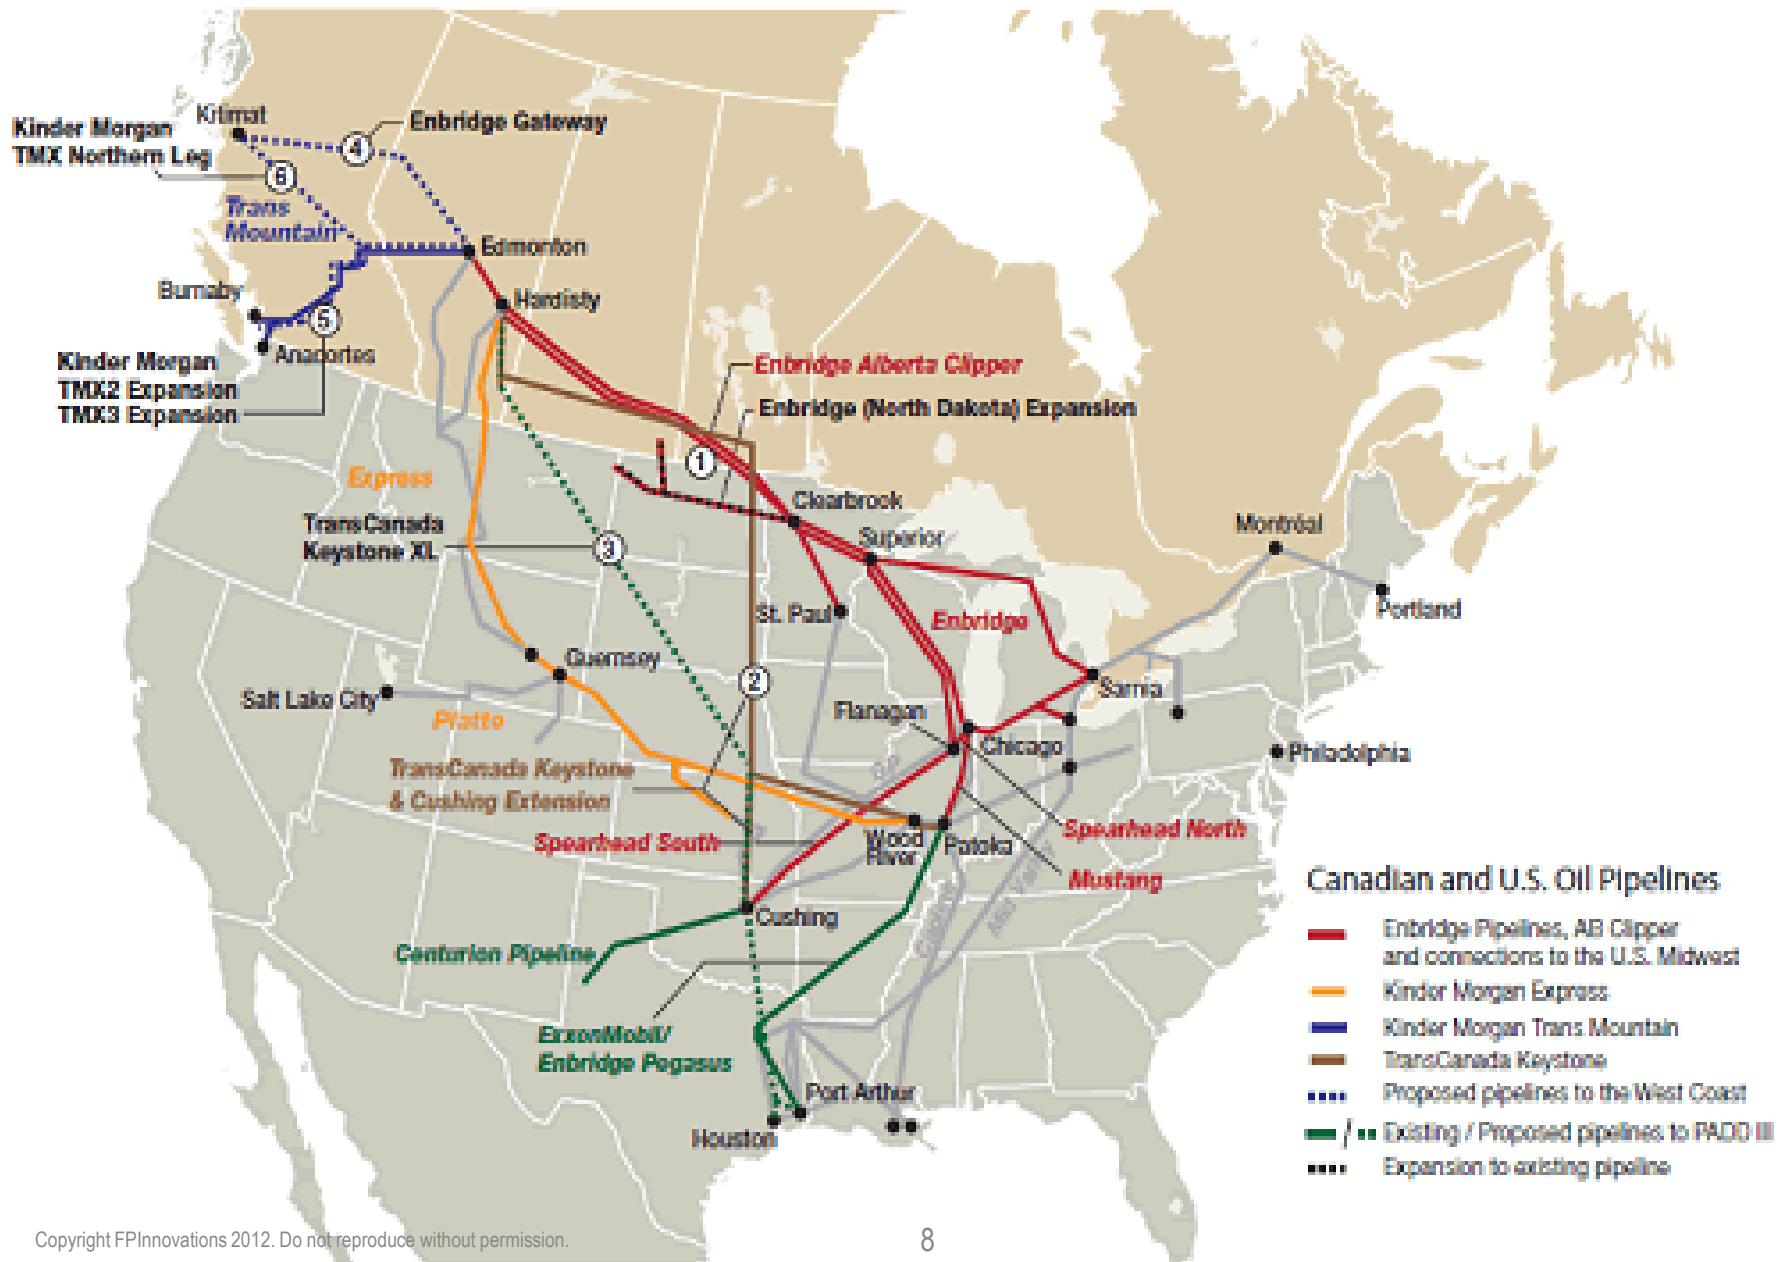 Kitimat
Kinder Morgan
TMX Northern Leg
4
Enbridge Gateway
6
Trans
Mountain
Edmonton
Burnaby
Hardisty
5
Anacortes
Kinder Morgan
TMX2 Expansion
TMX3 Expansion
Enbridge Alberta Clipper
Enbridge (North Dakota) Expansion
1
Express
Clearbrook
TransCanada
Keystone XL
3
Superior
Montréal
St. Paul
Enbridge
Portland
Guernsey
2
Salt Lake City
Sarnia
Platte
Flanagan
Chicago
Philadelphia
TransCanada Keystone
& Cushing Extension
Spearhead South
Wood
River
Patoka
Spearhead North
Mustang
Cushing
Centurion Pipeline
ExxonMobil/
Enbridge Pegasus
Port Arthur
Houston
Canadian and U.S. Oil Pipelines
Enbridge Pipelines, AB Clipper
and connections to the U.S. Midwest
Kinder Morgan Express
Kinder Morgan Trans Mountain
TransCanada Keystone
Proposed pipelines to the West Coast
/ Existing / Proposed pipelines to PADD III
Expansion to existing pipeline
Copyright FPInnovations 2012. Do not reproduce without permission.
8